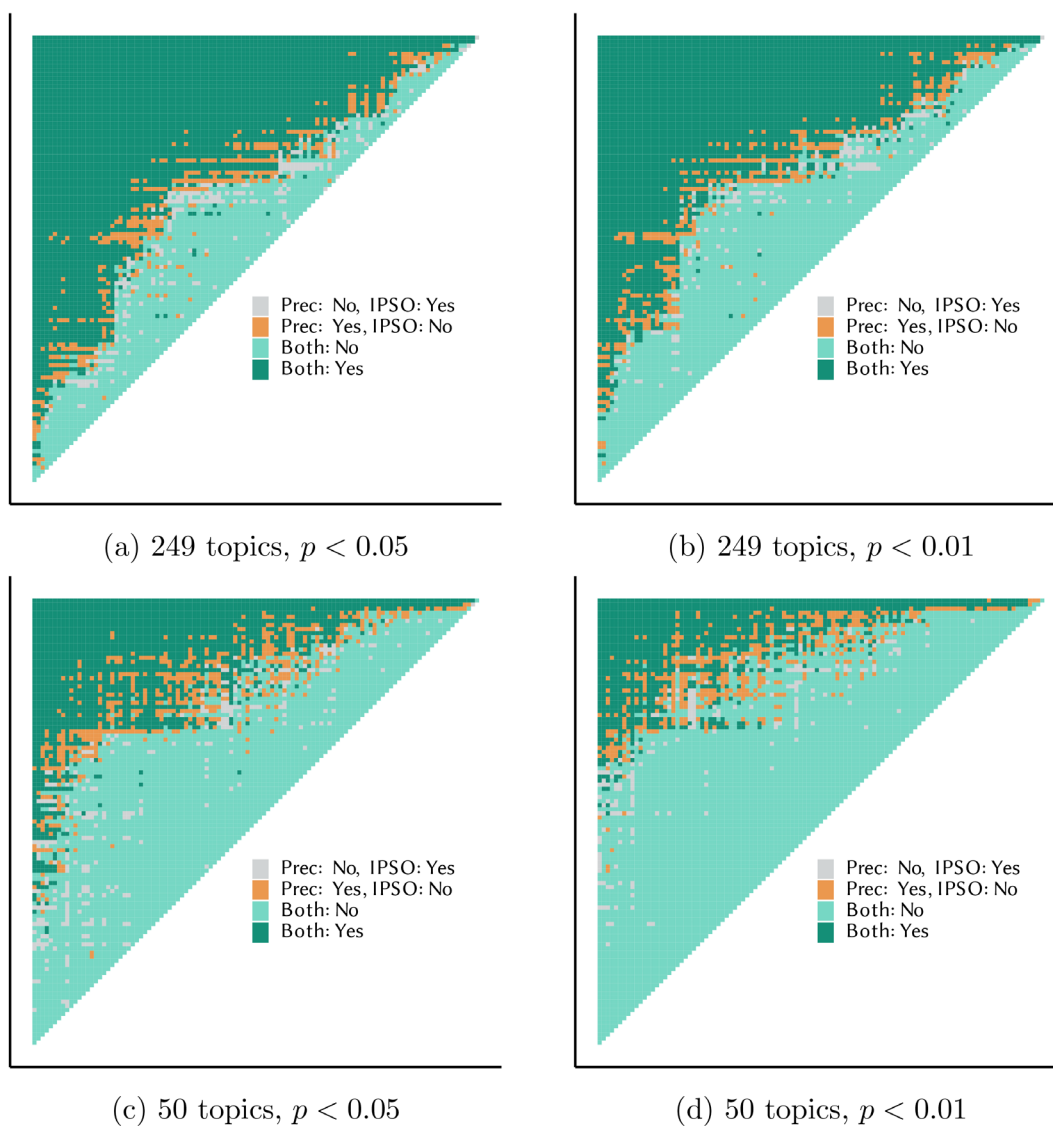 Prec: No, IPSO: Yes
Prec: Yes, IPSO: No
Both: No
Both: Yes
Prec: No, IPSO: Yes
Prec: Yes, IPSO: No
Both: No
Both: Yes
(a) 249 topics, p < 0.05
(b) 249 topics, p < 0.01
Prec: No, IPSO: Yes
Prec: Yes, IPSO: No
Both: No
Both: Yes
Prec: No, IPSO: Yes
Prec: Yes, IPSO: No
Both: No
Both: Yes
(c) 50 topics, p < 0.05
(d) 50 topics, p < 0.01